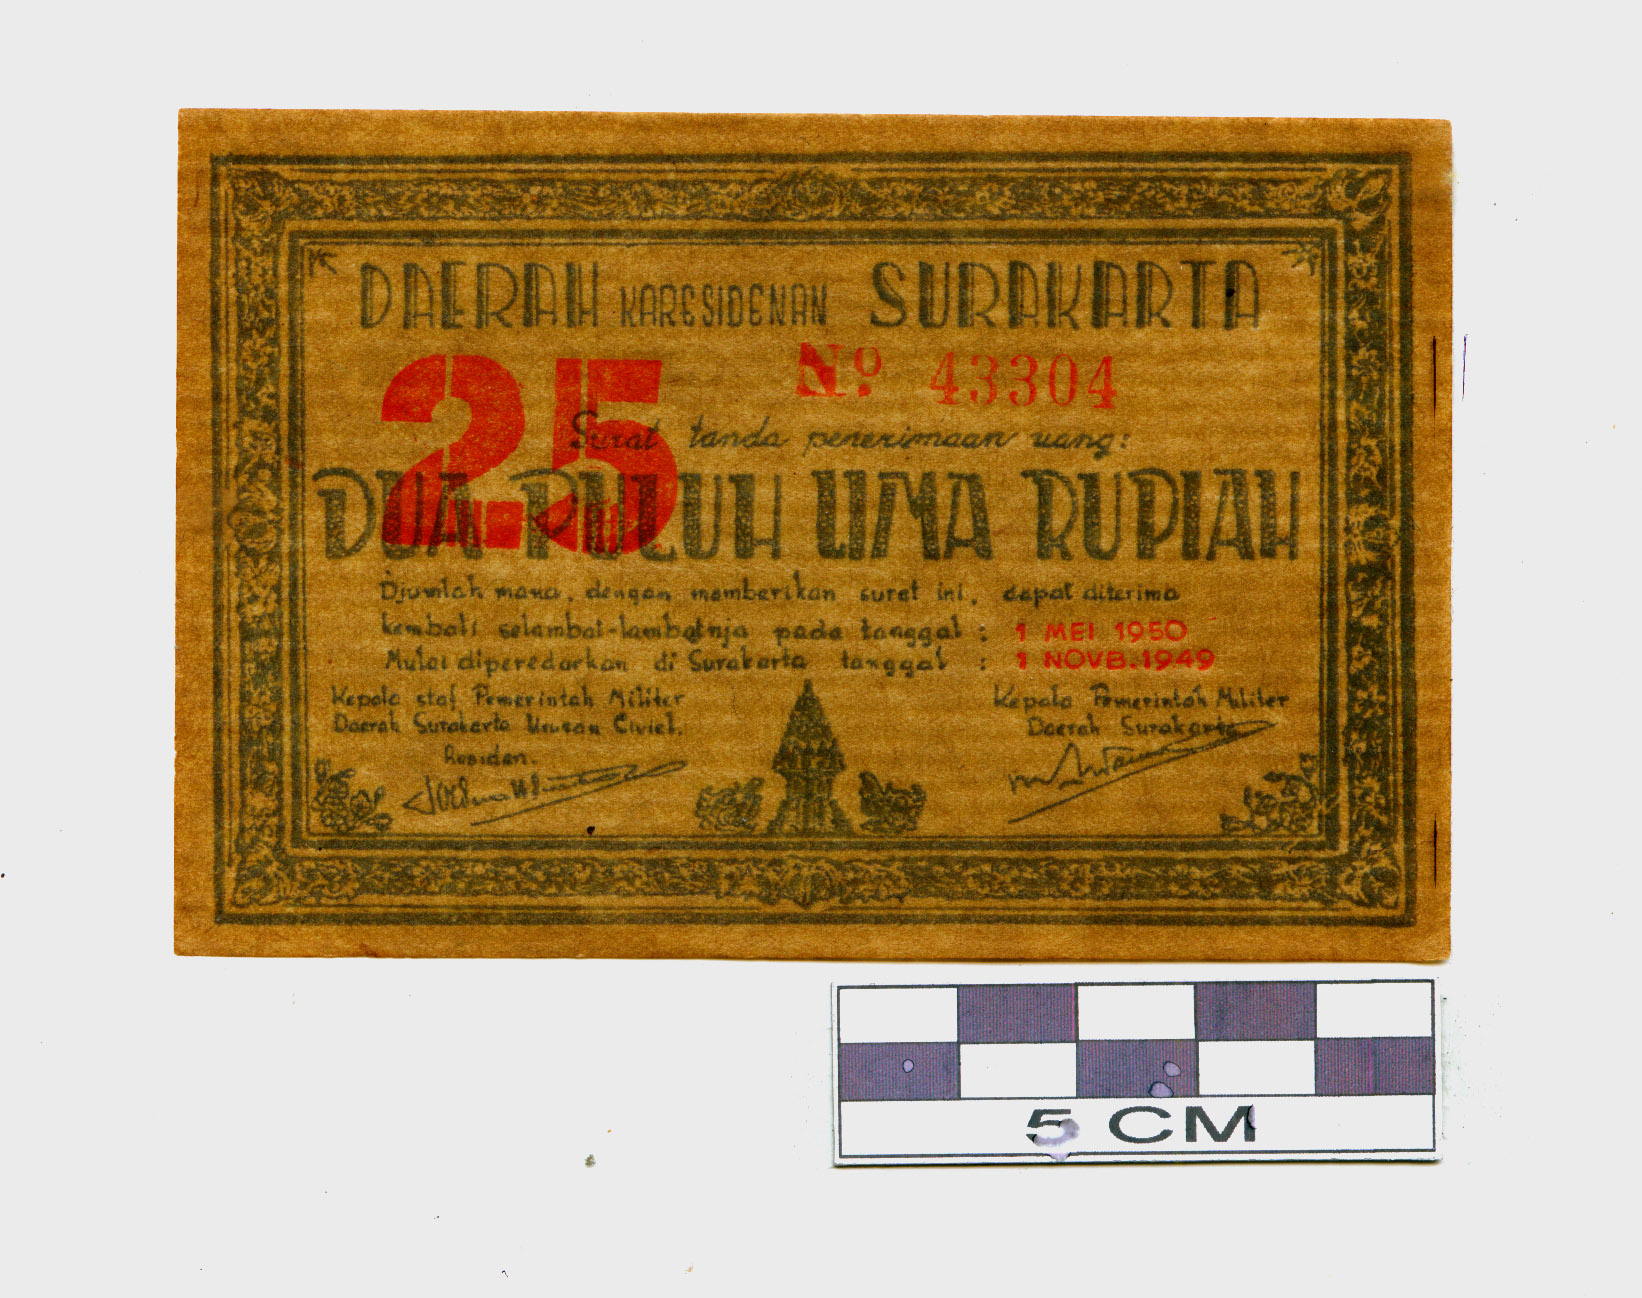 DAERAH KARESIDENAN SURAKARTA
25
No. 43304
Surat tanda penerimaan uang:
DUA PULUH LIMA RUPIAH
Djumlah mana, dengan memberikan surat ini, dapat diterima
kembali selambat-lambatnja pada tanggal : 1 MEI 1950
Mulai diperedarkan di Surakarta tanggal : 1 NOVB. 1949
Kepala staf Pemerintah Militer
Daerah Surakarta Urusan Civiel.
Residen.
Kepala Pemerintah Militer
Daerah Surakarta
5 CM